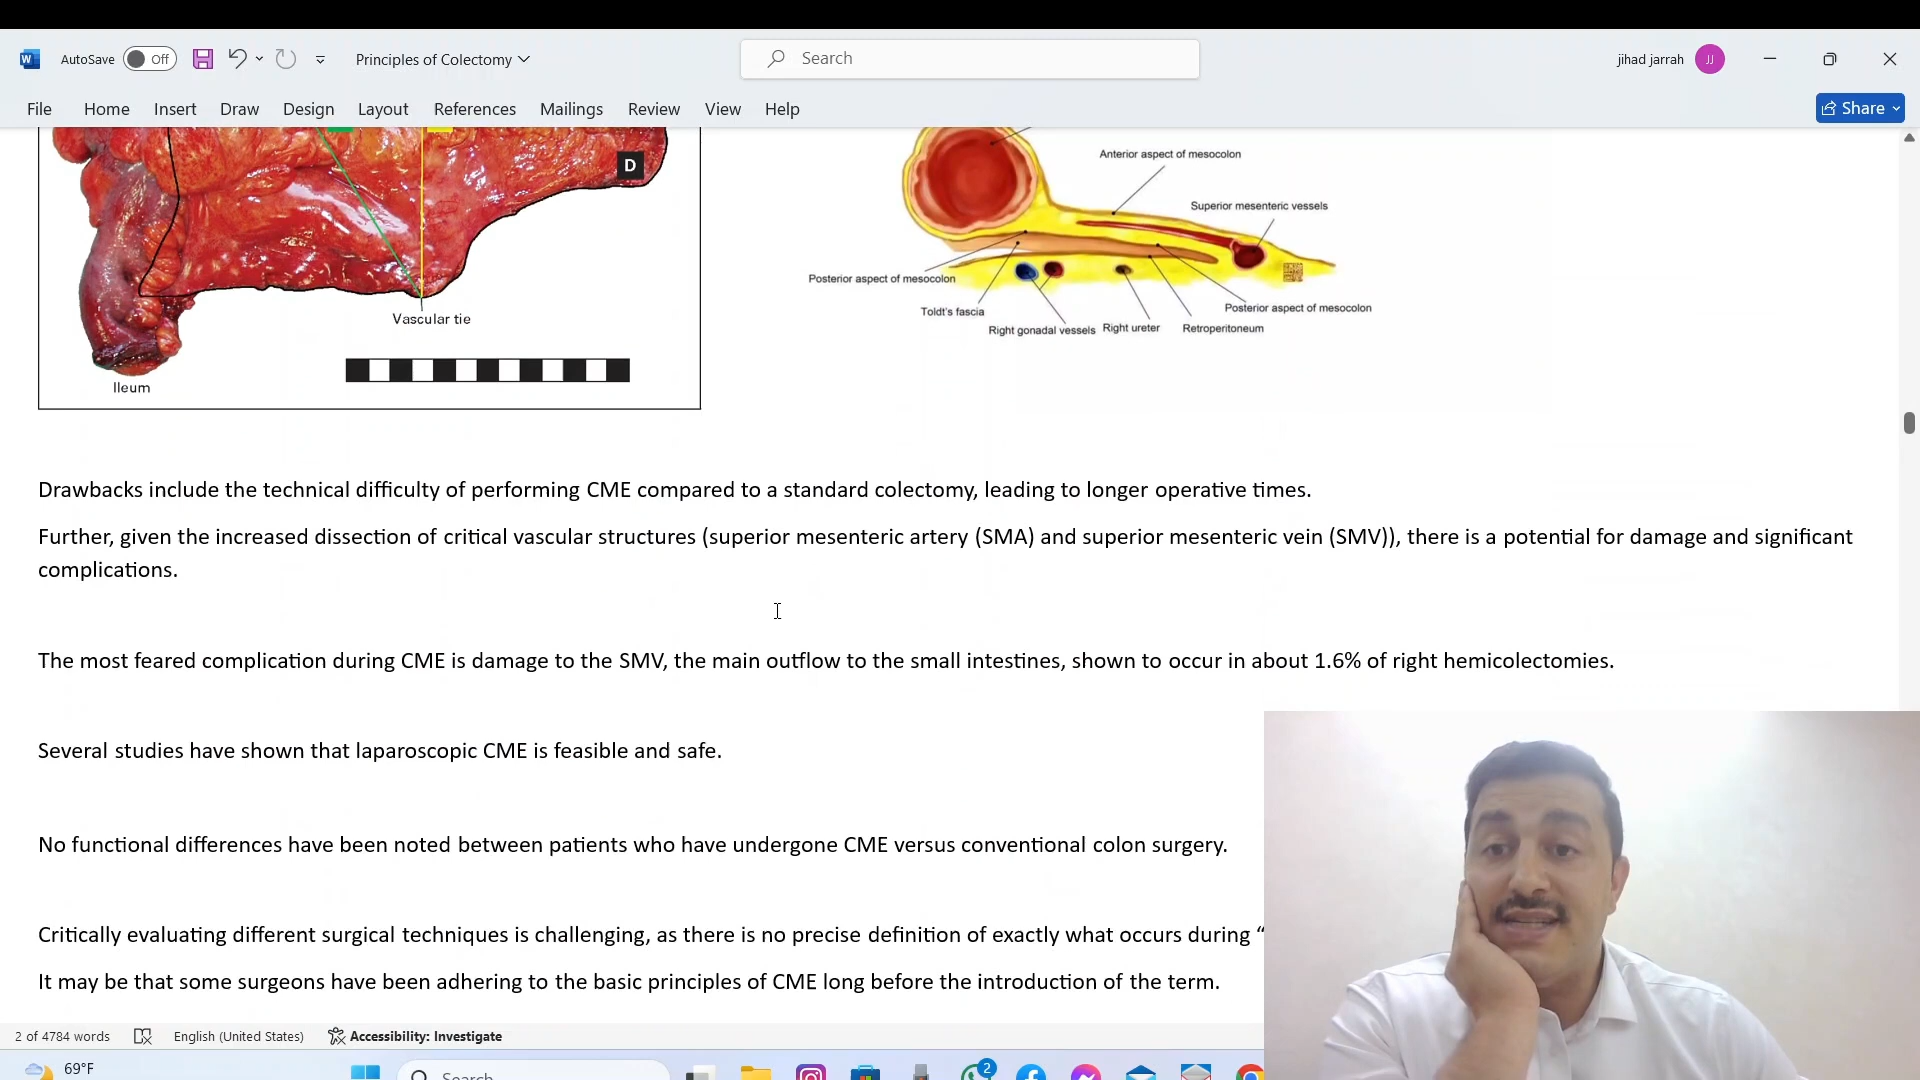 AutoSave Off Principles of Colectomy Search jihad jarrah JJ
File Home Insert Draw Design Layout References Mailings Review View Help Share
D
Vascular tie
Ileum
Anterior aspect of mesocolon
Superior mesenteric vessels
Posterior aspect of mesocolon
Toldt's fascia
Right gonadal vessels
Right ureter
Retroperitoneum
Posterior aspect of mesocolon
Drawbacks include the technical difficulty of performing CME compared to a standard colectomy, leading to longer operative times.
Further, given the increased dissection of critical vascular structures (superior mesenteric artery (SMA) and superior mesenteric vein (SMV)), there is a potential for damage and significant
complications.
The most feared complication during CME is damage to the SMV, the main outflow to the small intestines, shown to occur in about 1.6% of right hemicolectomies.
Several studies have shown that laparoscopic CME is feasible and safe.
No functional differences have been noted between patients who have undergone CME versus conventional colon surgery.
Critically evaluating different surgical techniques is challenging, as there is no precise definition of exactly what occurs during “
It may be that some surgeons have been adhering to the basic principles of CME long before the introduction of the term.
2 of 4784 words English (United States) Accessibility: Investigate
69°F Search 2